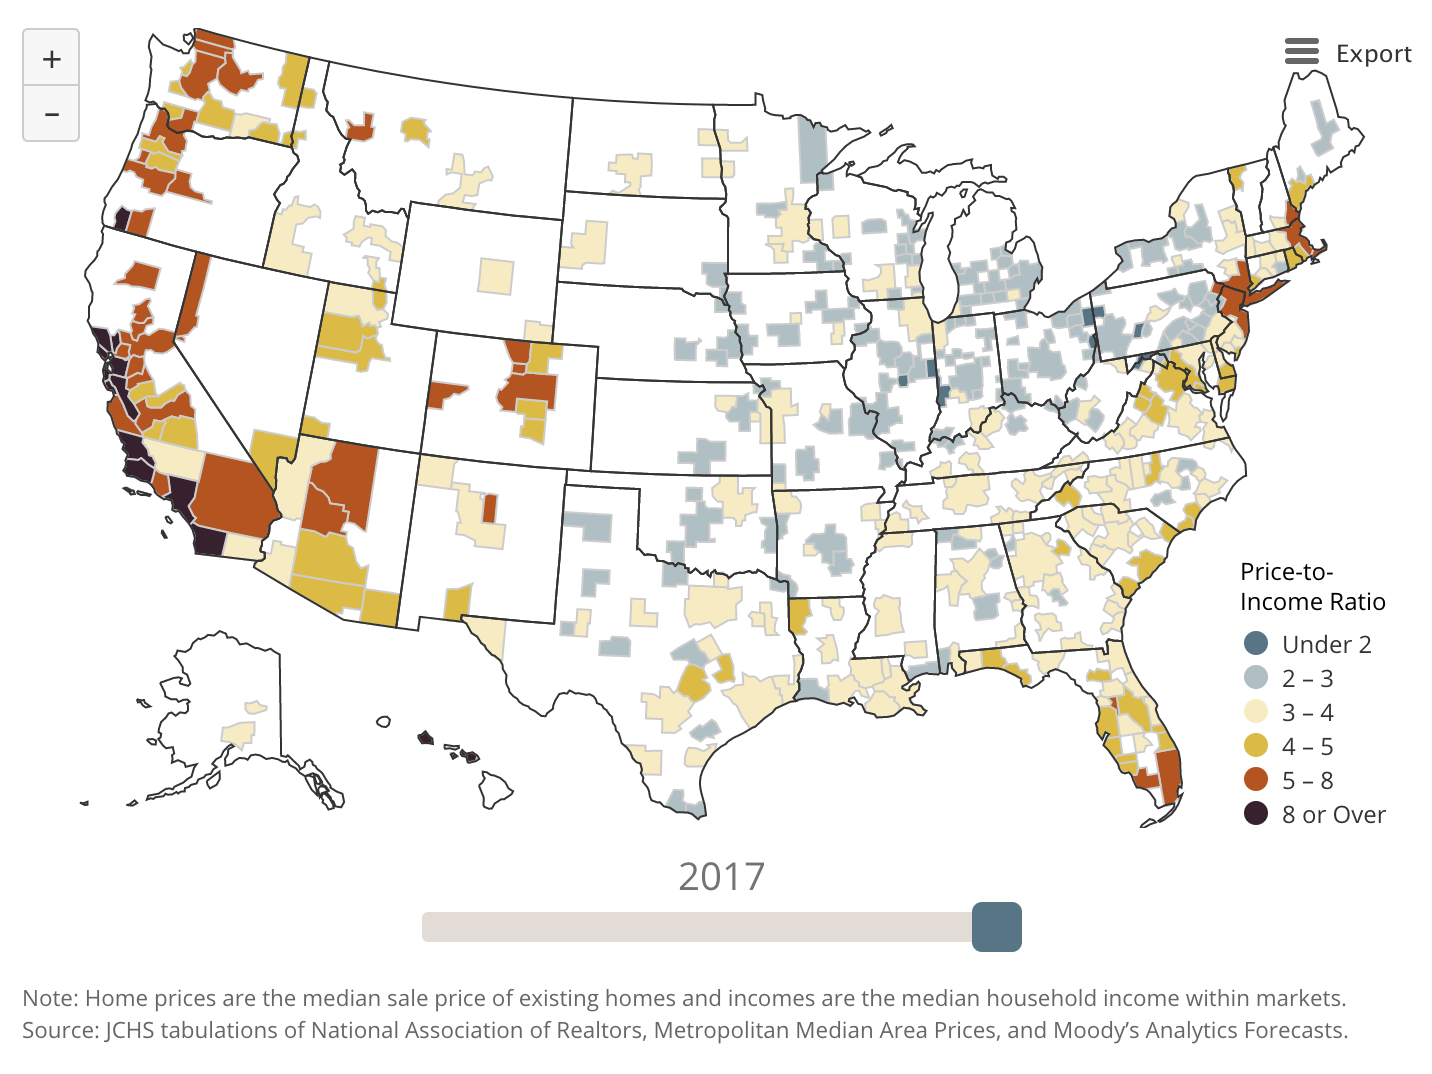 +
–
Export
Price-to-
Income Ratio
Under 2
2 – 3
3 – 4
4 – 5
5 – 8
8 or Over
2017
Note: Home prices are the median sale price of existing homes and incomes are the median household income within markets.
Source: JCHS tabulations of National Association of Realtors, Metropolitan Median Area Prices, and Moody’s Analytics Forecasts.